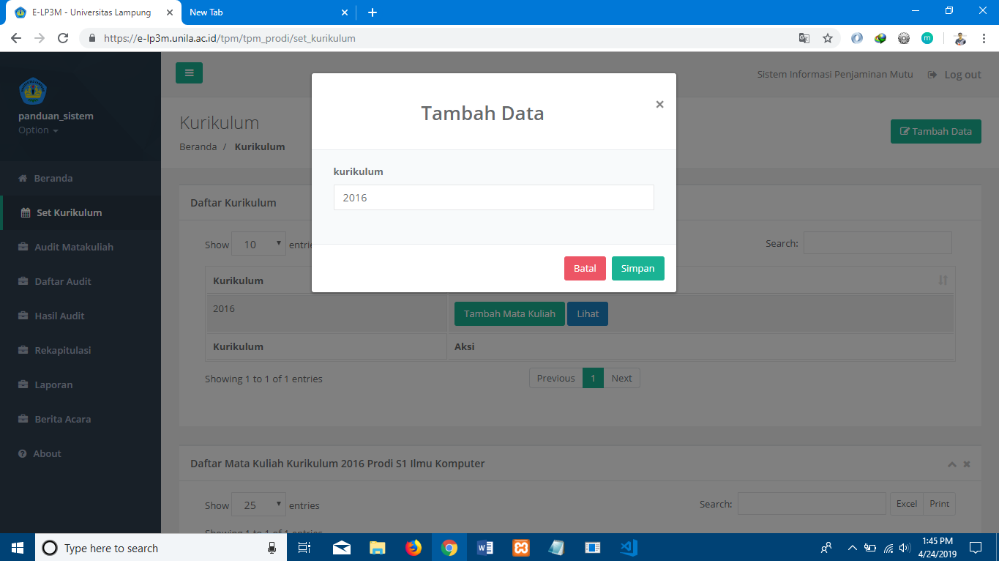 E-LP3M - Universitas Lampung
New Tab
https://e-lp3m.unila.ac.id/tpm/tpm_prodi/set_kurikulum
m
panduan_sistem
Option
Beranda
Set Kurikulum
Audit Matakuliah
Daftar Audit
Hasil Audit
Rekapitulasi
Laporan
Berita Acara
About
Sistem Informasi Penjaminan Mutu
Log out
Kurikulum
Beranda / Kurikulum
Tambah Data
Tambah Data
×
kurikulum
2016
Batal
Simpan
Daftar Kurikulum
Show 10 entries
Search:
Kurikulum
2016
Tambah Mata Kuliah
Lihat
Kurikulum
Aksi
Showing 1 to 1 of 1 entries
Previous 1 Next
Daftar Mata Kuliah Kurikulum 2016 Prodi S1 Ilmu Komputer
Show 25 entries
Search:
Excel
Print
Showing 1 to 1 of 1 entries
Type here to search
1:45 PM
4/24/2019